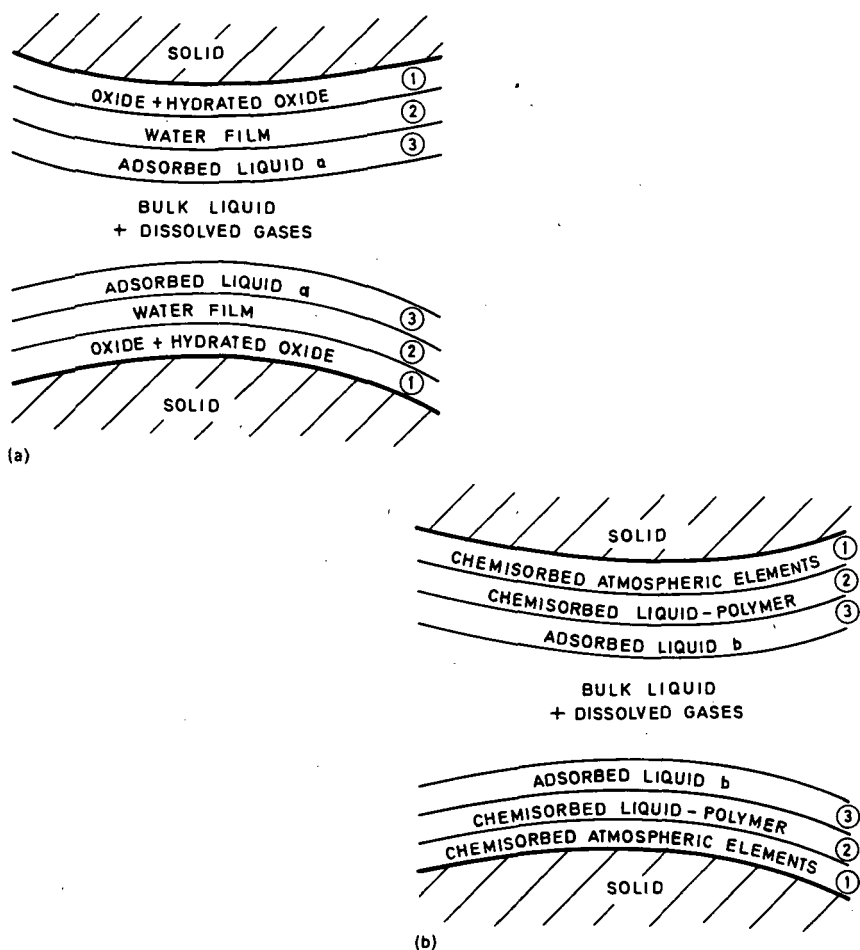 SOLID
①
OXIDE + HYDRATED OXIDE
②
WATER FILM
③
ADSORBED LIQUID a
BULK LIQUID
+ DISSOLVED GASES
ADSORBED LIQUID a
③
WATER FILM
②
OXIDE + HYDRATED OXIDE
①
SOLID
(a)
SOLID
①
CHEMISORBED ATMOSPHERIC ELEMENTS
②
CHEMISORBED LIQUID-POLYMER
③
ADSORBED LIQUID b
BULK LIQUID
+ DISSOLVED GASES
ADSORBED LIQUID b
③
CHEMISORBED LIQUID - POLYMER
②
CHEMISORBED ATMOSPHERIC ELEMENTS
①
SOLID
(b)